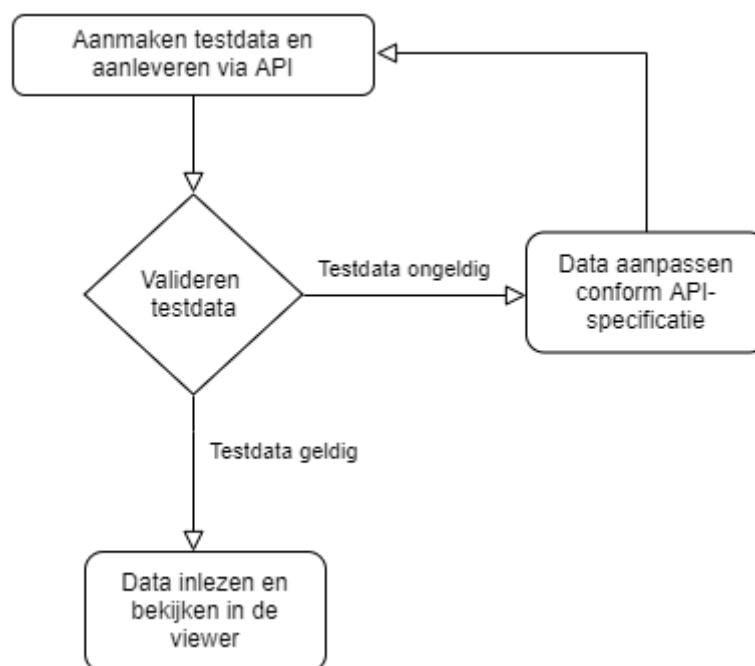 Aanmaken testdata en
aanleveren via API
Valideren
testdata
Testdata ongeldig
Data aanpassen
conform API-
specificatie
Testdata geldig
Data inlezen en
bekijken in de
viewer